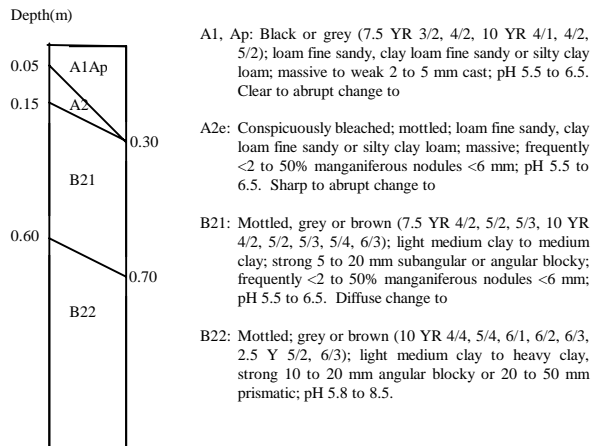 Depth(m)
0.05
0.15
0.60
A1Ap
A2
B21
B22
0.30
0.70
A1, Ap: Black or grey (7.5 YR 3/2, 4/2, 10 YR 4/1, 4/2,
5/2); loam fine sandy, clay loam fine sandy or silty clay
loam; massive to weak 2 to 5 mm cast; pH 5.5 to 6.5.
Clear to abrupt change to
A2e: Conspicuously bleached; mottled; loam fine sandy, clay
loam fine sandy or silty clay loam; massive; frequently
<2 to 50% manganiferous nodules <6 mm; pH 5.5 to
6.5. Sharp to abrupt change to
B21: Mottled, grey or brown (7.5 YR 4/2, 5/2, 5/3, 10 YR
4/2, 5/2, 5/3, 5/4, 6/3); light medium clay to medium
clay; strong 5 to 20 mm subangular or angular blocky;
frequently <2 to 50% manganiferous nodules <6 mm;
pH 5.5 to 6.5. Diffuse change to
B22: Mottled; grey or brown (10 YR 4/4, 5/4, 6/1, 6/2, 6/3,
2.5 Y 5/2, 6/3); light medium clay to heavy clay,
strong 10 to 20 mm angular blocky or 20 to 50 mm
prismatic; pH 5.8 to 8.5.